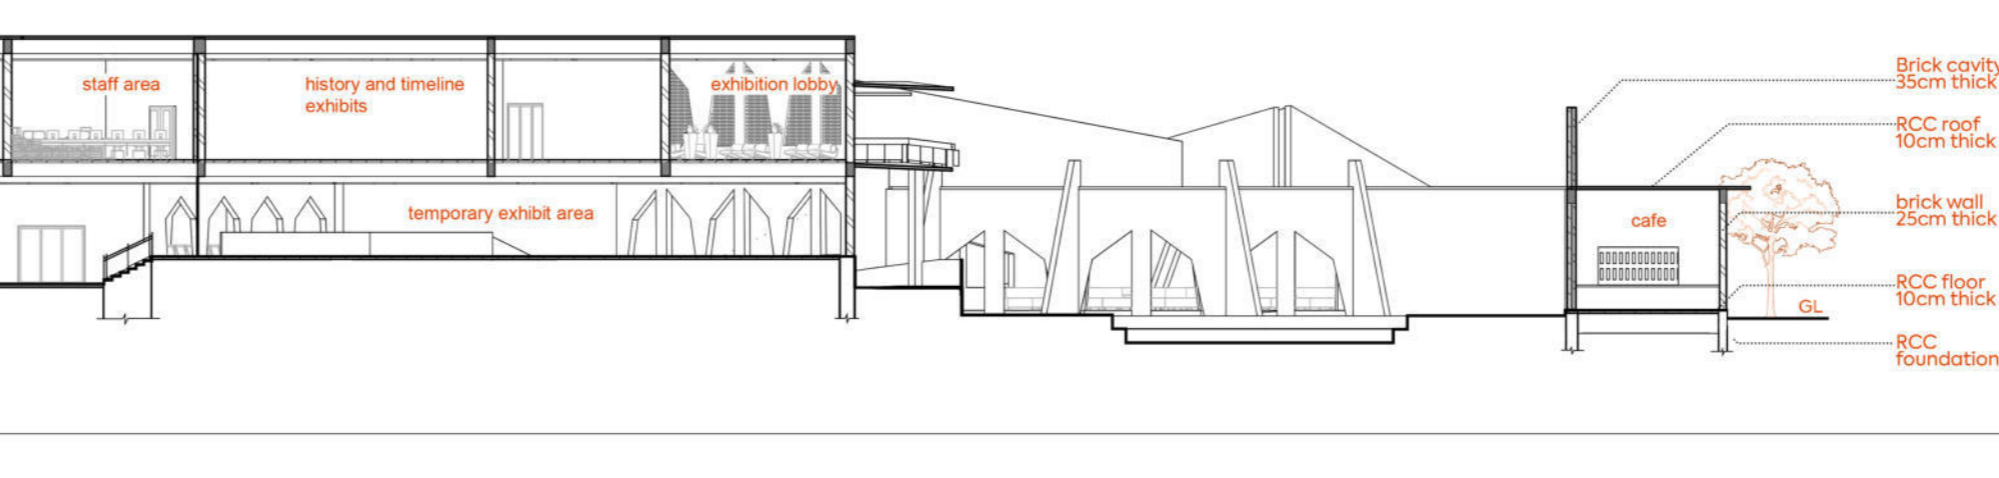 staff area
history and timeline
exhibits
exhibition lobby
temporary exhibit area
cafe
GL
Brick cavity
35cm thick
RCC roof
10cm thick
brick wall
25cm thick
RCC floor
10cm thick
RCC
foundation